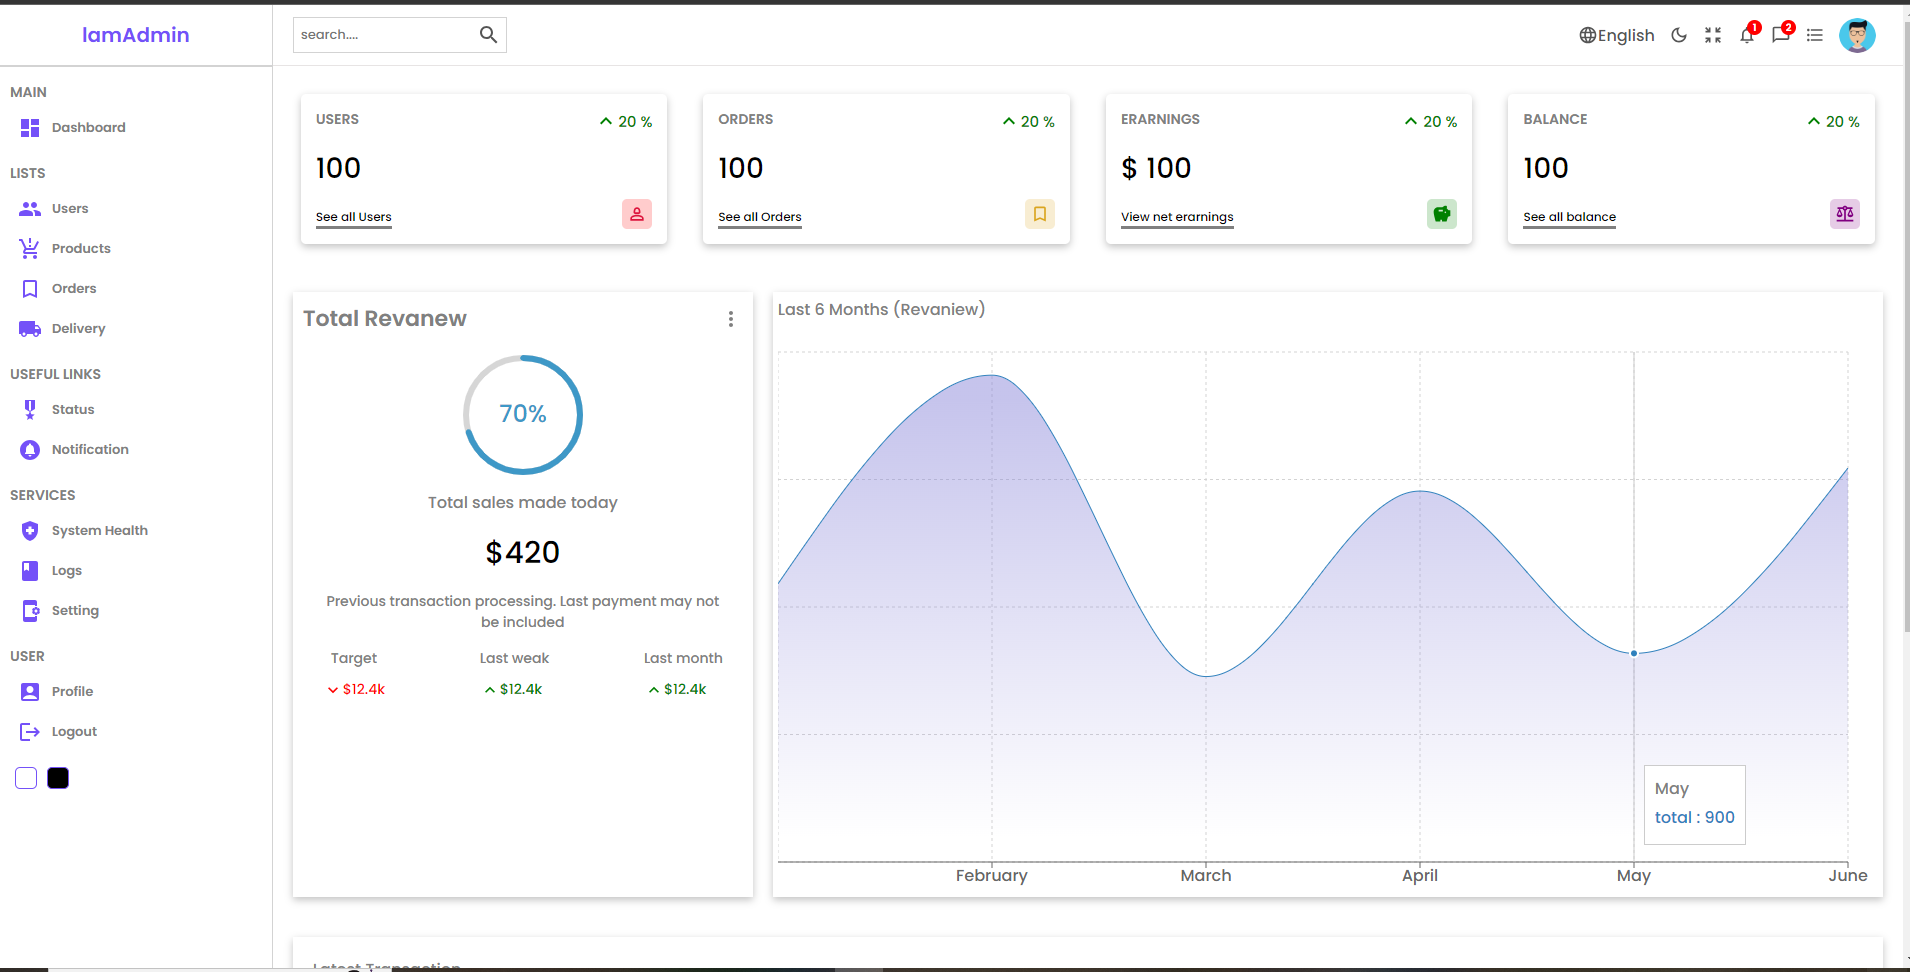 IamAdmin
search....
English
1
2
MAIN
Dashboard
LISTS
Users
Products
Orders
Delivery
USEFUL LINKS
Status
Notification
SERVICES
System Health
Logs
Setting
USER
Profile
Logout
USERS
20 %
100
See all Users
ORDERS
20 %
100
See all Orders
ERARNINGS
20 %
$ 100
View net erarnings
BALANCE
20 %
100
See all balance
Total Revanew
70%
Total sales made today
$420
Previous transaction processing. Last payment may not
be included
Target
Last weak
Last month
$12.4k
$12.4k
$12.4k
Last 6 Months (Revaniew)
May
total : 900
February
March
April
May
June
Latest Transaction